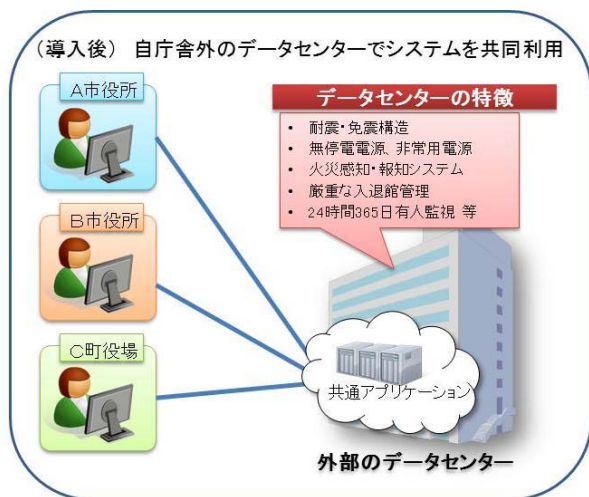 （導入後） 自庁舎外のデータセンターでシステムを共同利用
A市役所
B市役所
C町役場
データセンターの特徴
• 耐震・免震構造
• 無停電電源、非常用電源
• 火災感知・報知システム
• 厳重な入退館管理
• 24時間365日有人監視 等
共通アプリケーション
外部のデータセンター